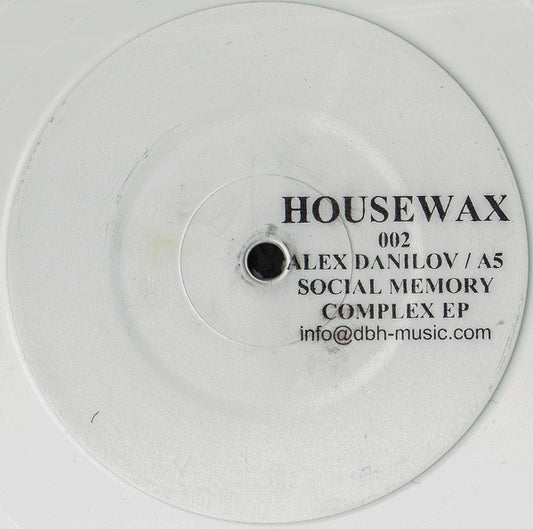 HOUSEWAX
002
ALEX DANILOV / A5
SOCIAL MEMORY
COMPLEX EP
info@dbh-music.com